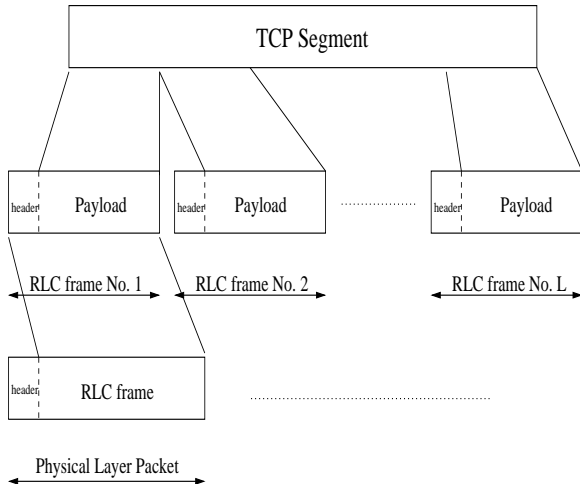 TCP Segment
header Payload
header Payload
header Payload
RLC frame No. 1
RLC frame No. 2
RLC frame No. L
header RLC frame
Physical Layer Packet